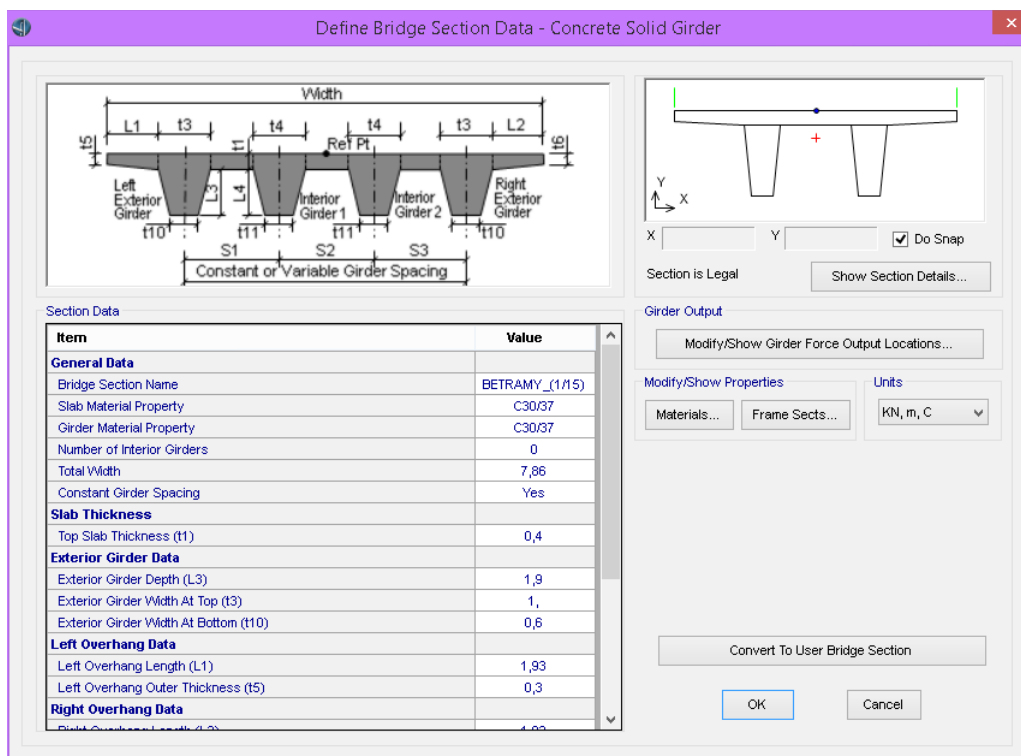 Define Bridge Section Data - Concrete Solid Girder
Width
L1 t3 t4 t4 t3 L2
t5 t1 Ref Pt t6
Left Exterior Girder
L3
L4
Interior Girder 1
Interior Girder 2
Right Exterior Girder
t10 t11 t11 t10
S1 S2 S3
Constant or Variable Girder Spacing
Y
X
X Y Do Snap
Section is Legal Show Section Details...
Section Data
Item Value
General Data
Bridge Section Name BETRAMY_(1/15)
Slab Material Property C30/37
Girder Material Property C30/37
Number of Interior Girders 0
Total Width 7,86
Constant Girder Spacing Yes
Slab Thickness
Top Slab Thickness (t1) 0,4
Exterior Girder Data
Exterior Girder Depth (L3) 1,9
Exterior Girder Width At Top (t3) 1,
Exterior Girder Width At Bottom (t10) 0,6
Left Overhang Data
Left Overhang Length (L1) 1,93
Left Overhang Outer Thickness (t5) 0,3
Right Overhang Data
Right Overhang Length (L2) 1,93
Girder Output
Modify/Show Girder Force Output Locations...
Modify/Show Properties
Materials... Frame Sects...
Units
KN, m, C
Convert To User Bridge Section
OK Cancel